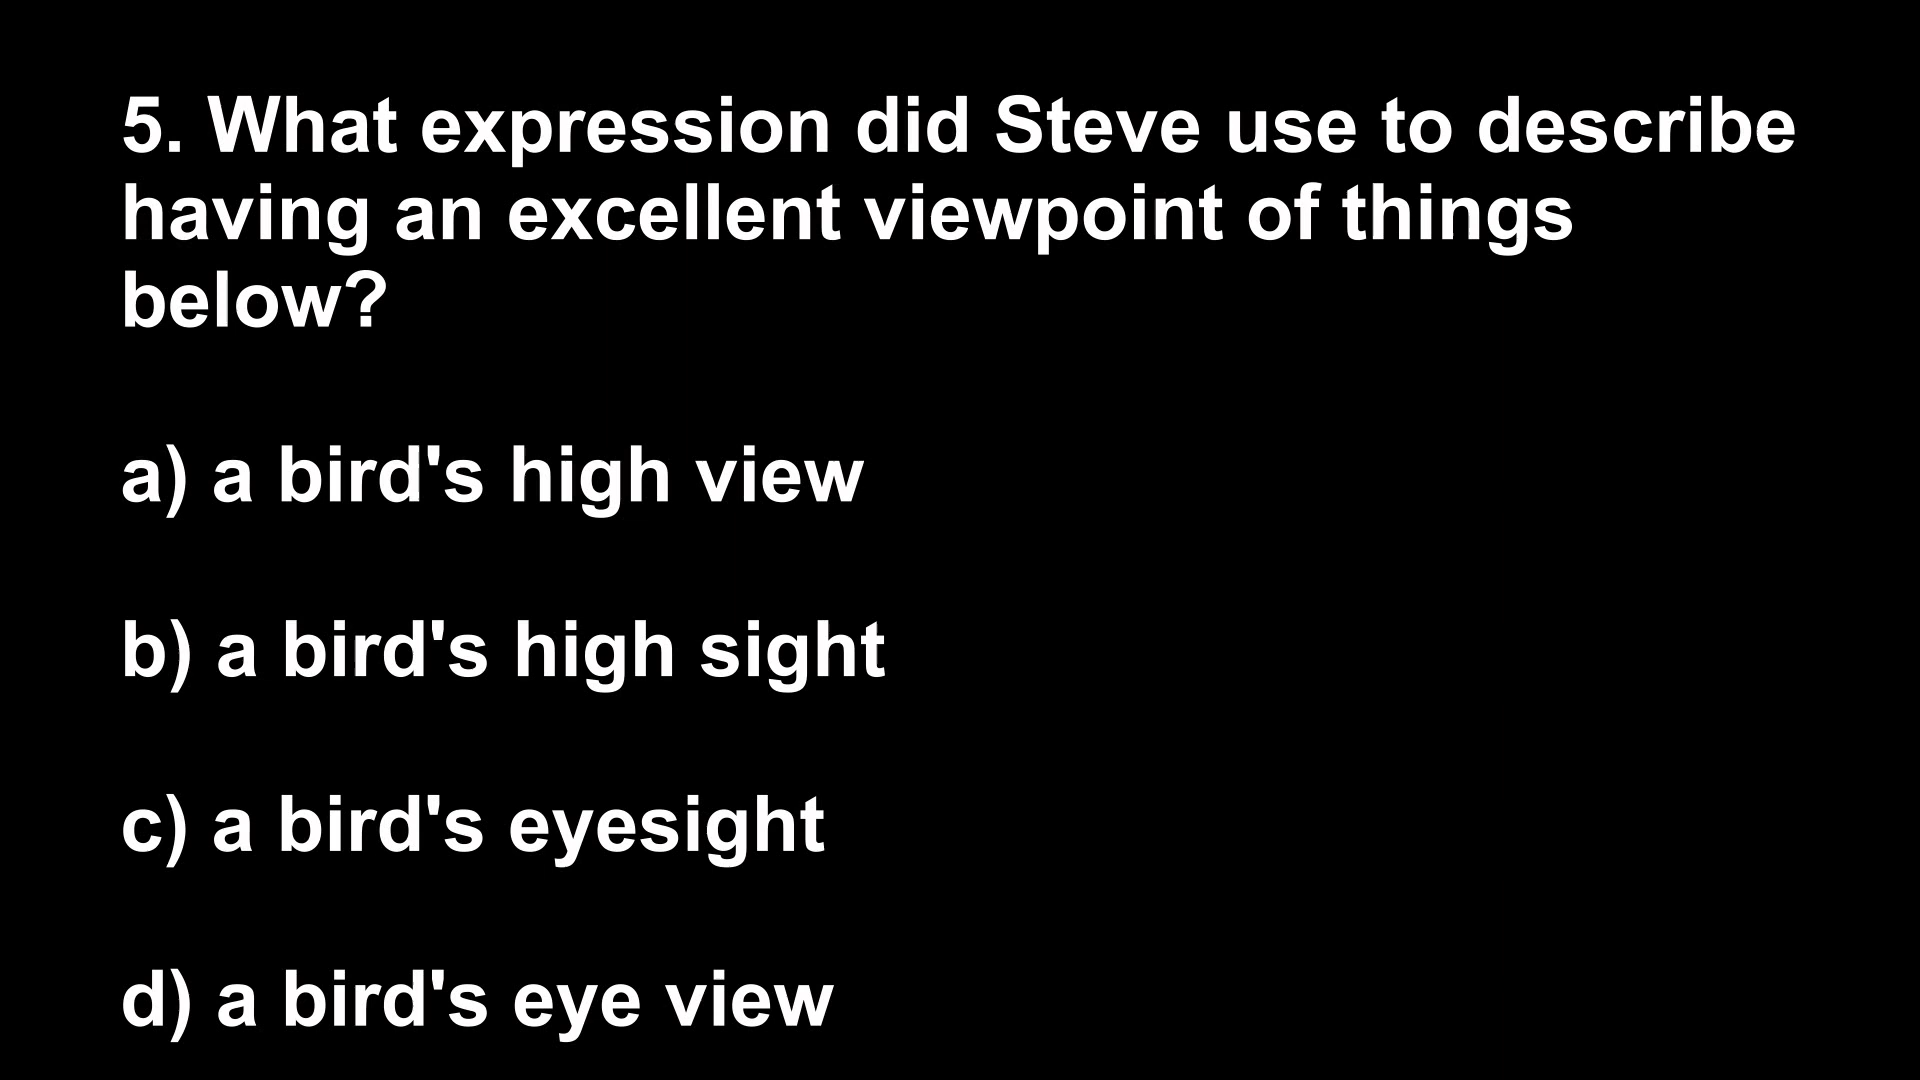 5. What expression did Steve use to describe
having an excellent viewpoint of things
below?
a) a bird's high view
b) a bird's high sight
c) a bird's eyesight
d) a bird's eye view